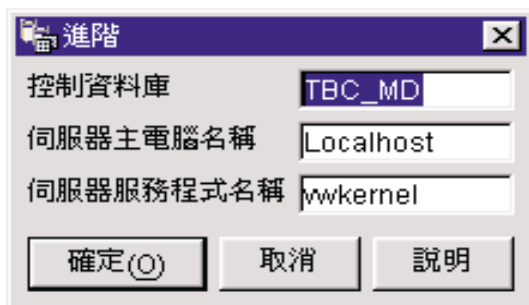 進階
控制資料庫 TBC_MD
伺服器主電腦名稱 Localhost
伺服器服務程式名稱 vwkernel
確定(O) 取消 說明